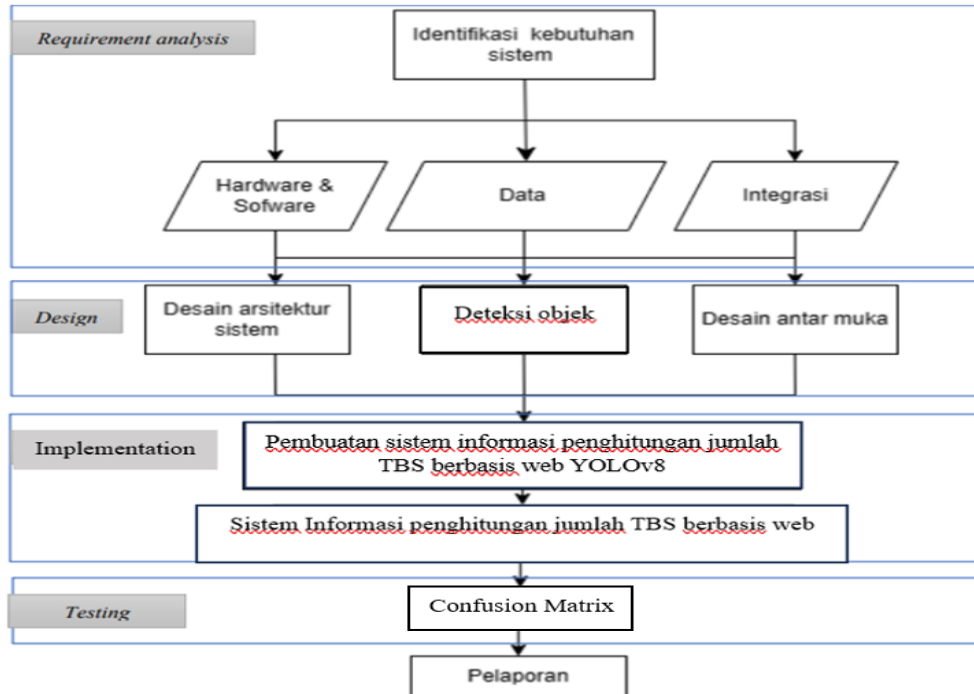 Requirement analysis
Identifikasi kebutuhan
sistem
Hardware &
Sofware
Data
Integrasi
Design
Desain arsitektur
sistem
Deteksi objek
Desain antar muka
Implementation
Pembuatan sistem informasi penghitungan jumlah
TBS berbasis web YOLOv8
Sistem Informasi penghitungan jumlah TBS berbasis web
Testing
Confusion Matrix
Pelaporan